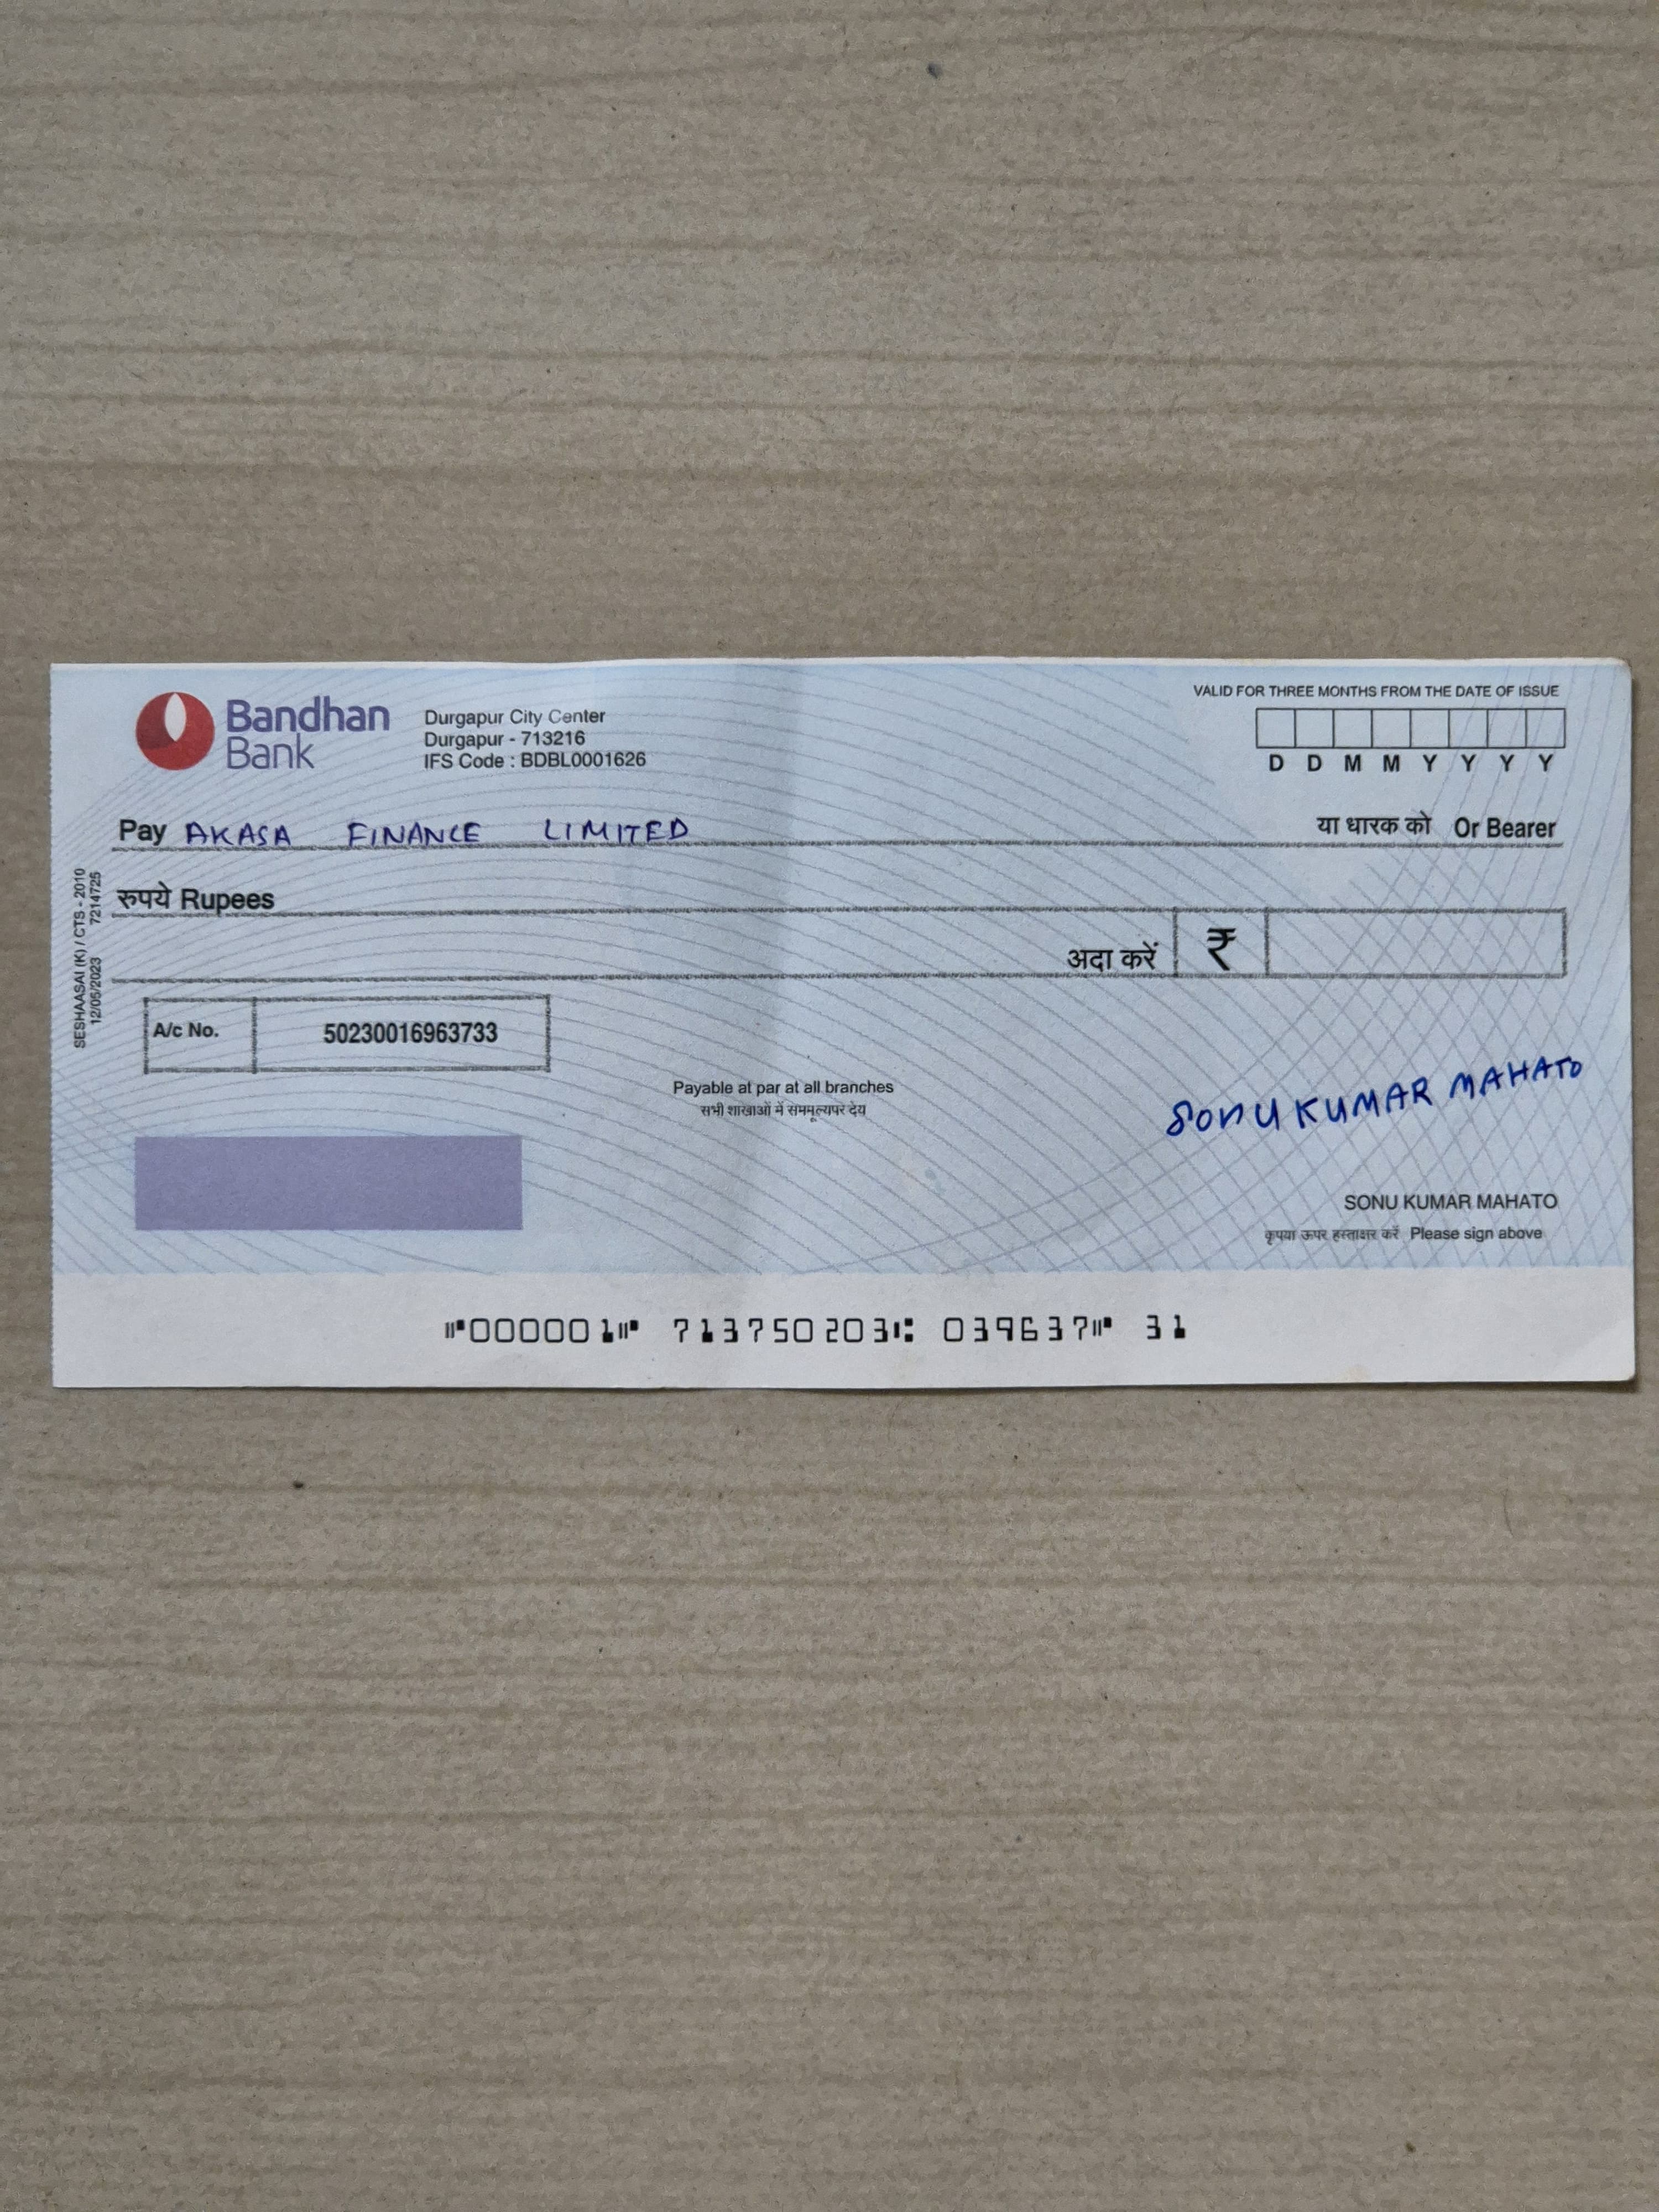 Bandhan
Bank
Durgapur City Center
Durgapur - 713216
IFS Code : BDBL0001626
VALID FOR THREE MONTHS FROM THE DATE OF ISSUE
D D M M Y Y Y Y
Pay AKASA FINANCE LIMITED या धारक को Or Bearer
रुपये Rupees
अदा करें ₹
SESHAASAI (K) / CTS - 2010
12/05/2023 7214725
A/c No. 50230016963733
Payable at par at all branches
सभी शाखाओं में सममूल्यपर देय
SONU KUMAR MAHATO
SONU KUMAR MAHATO
कृपया ऊपर हस्ताक्षर करें Please sign above
⑈000001⑈ 713750203⑆ 039637⑈ 31